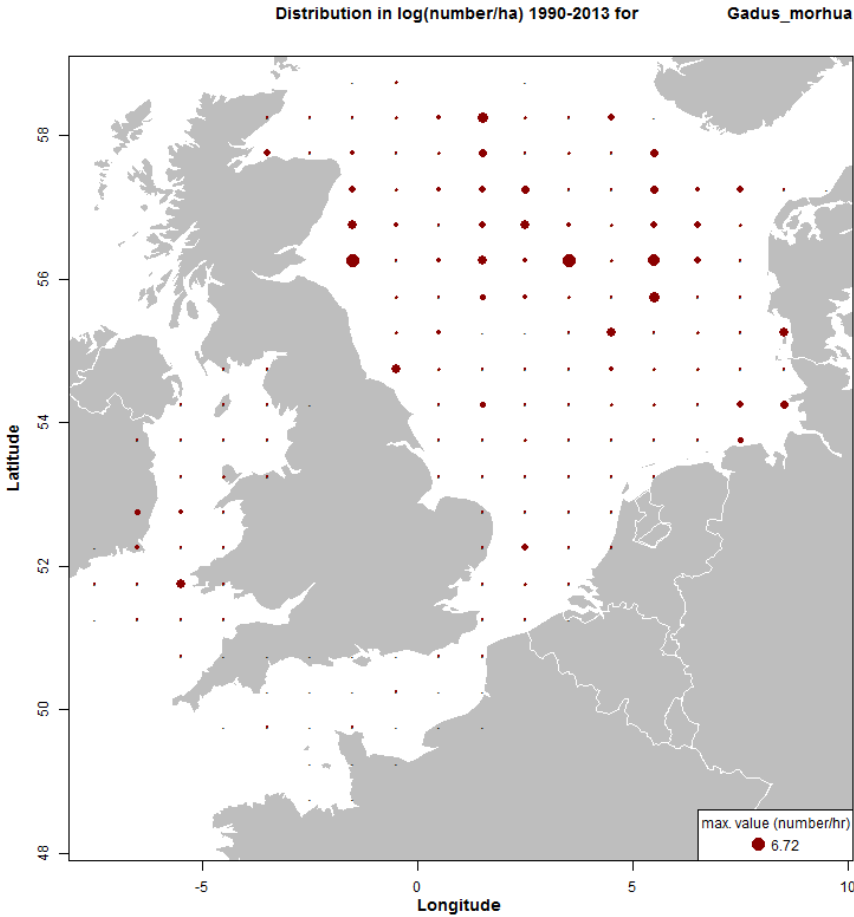 Distribution in log(number/ha) 1990-2013 for Gadus_morhua
58
56
54
52
50
48
Latitude
-5
0
5
10
Longitude
max. value (number/hr)
6.72